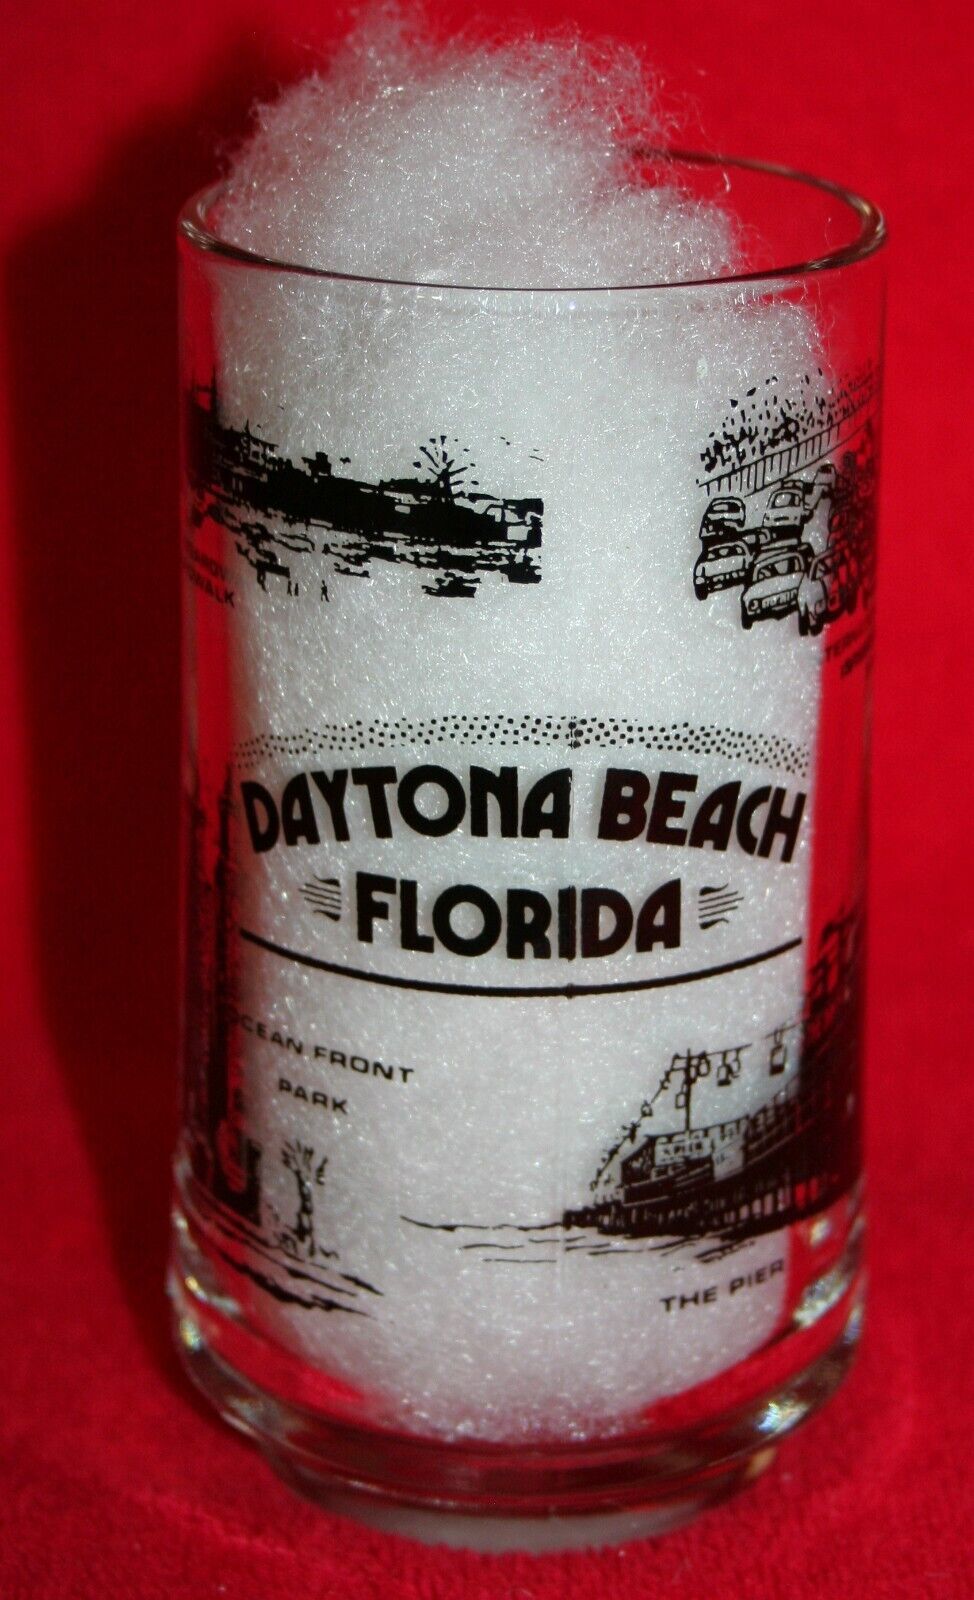 DAYTONA BEACH
FLORIDA
OCEAN FRONT
PARK
THE PIER